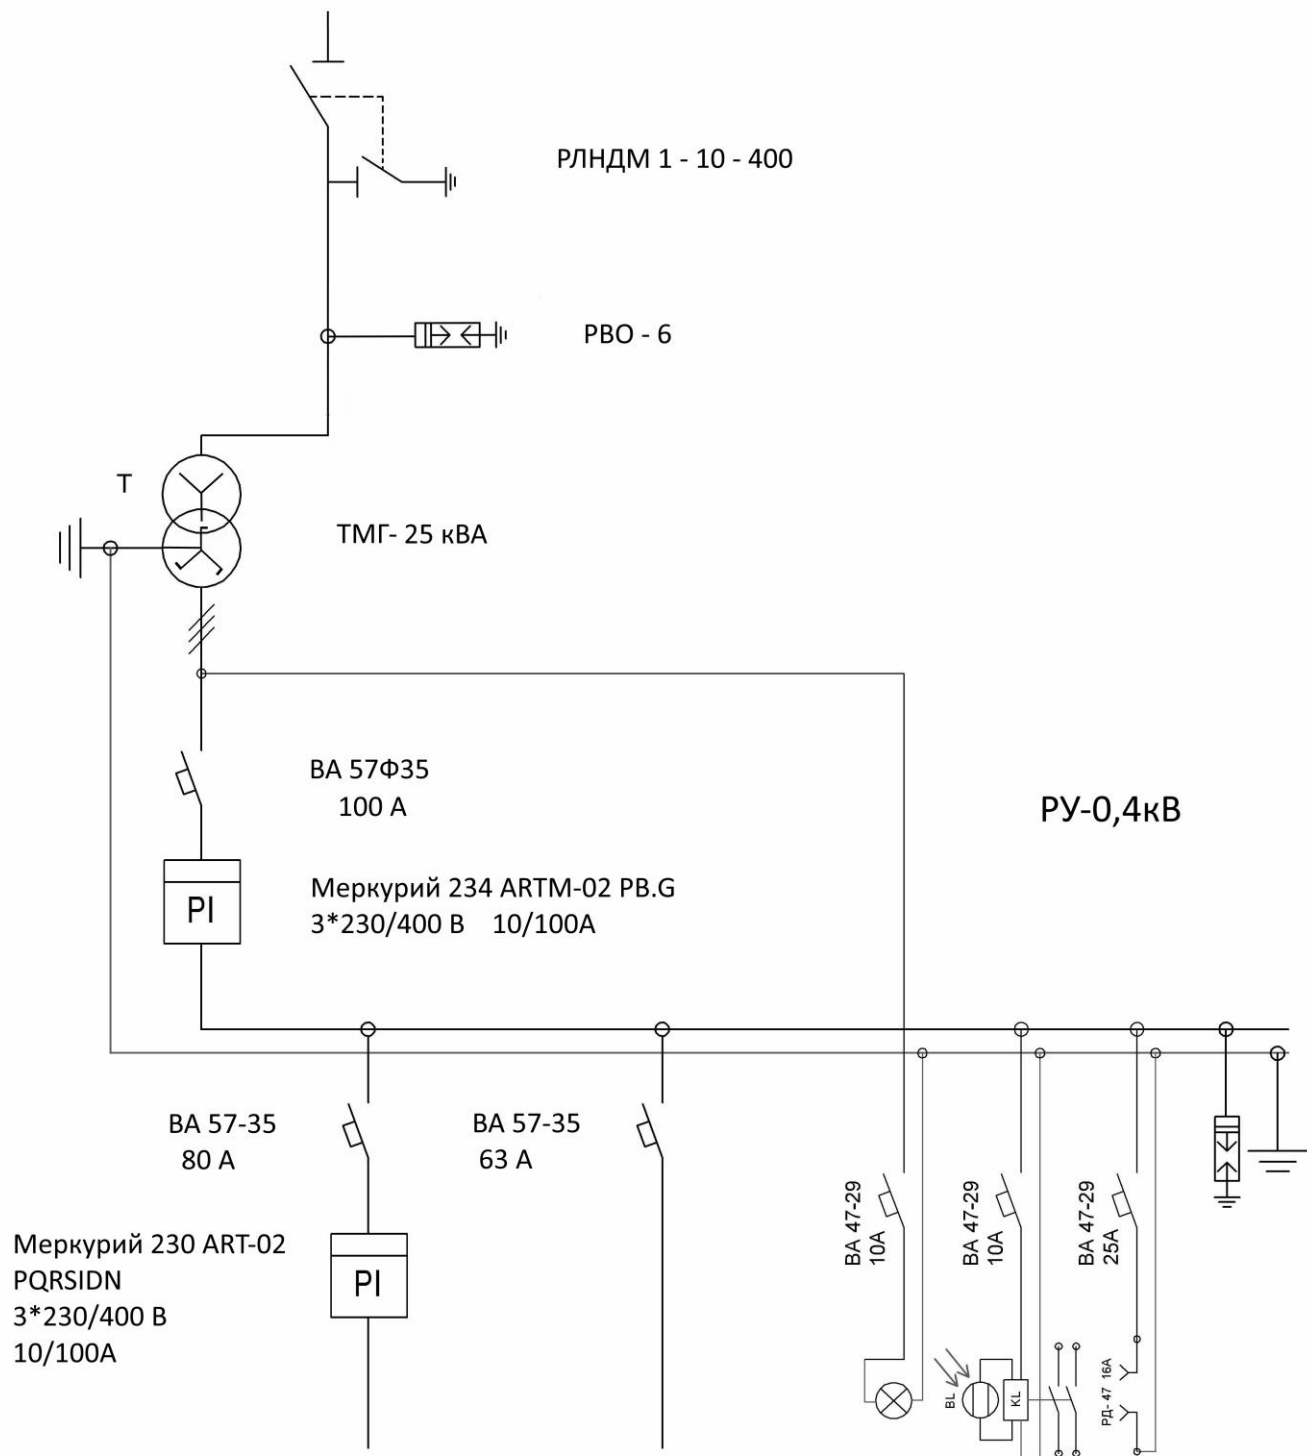 РЛНДМ 1 - 10 - 400
РВО - 6
Т
ТМГ- 25 кВА
ВА 57Ф35
100 А
РУ-0,4кВ
PI
Меркурий 234 ARTM-02 PB.G
3*230/400 В 10/100А
ВА 57-35
80 А
ВА 57-35
63 А
ВА 47-29
10А
ВА 47-29
10А
ВА 47-29
25А
Меркурий 230 ART-02
PQRSIDN
3*230/400 В
10/100А
PI
BL
KL
РД- 47 16А